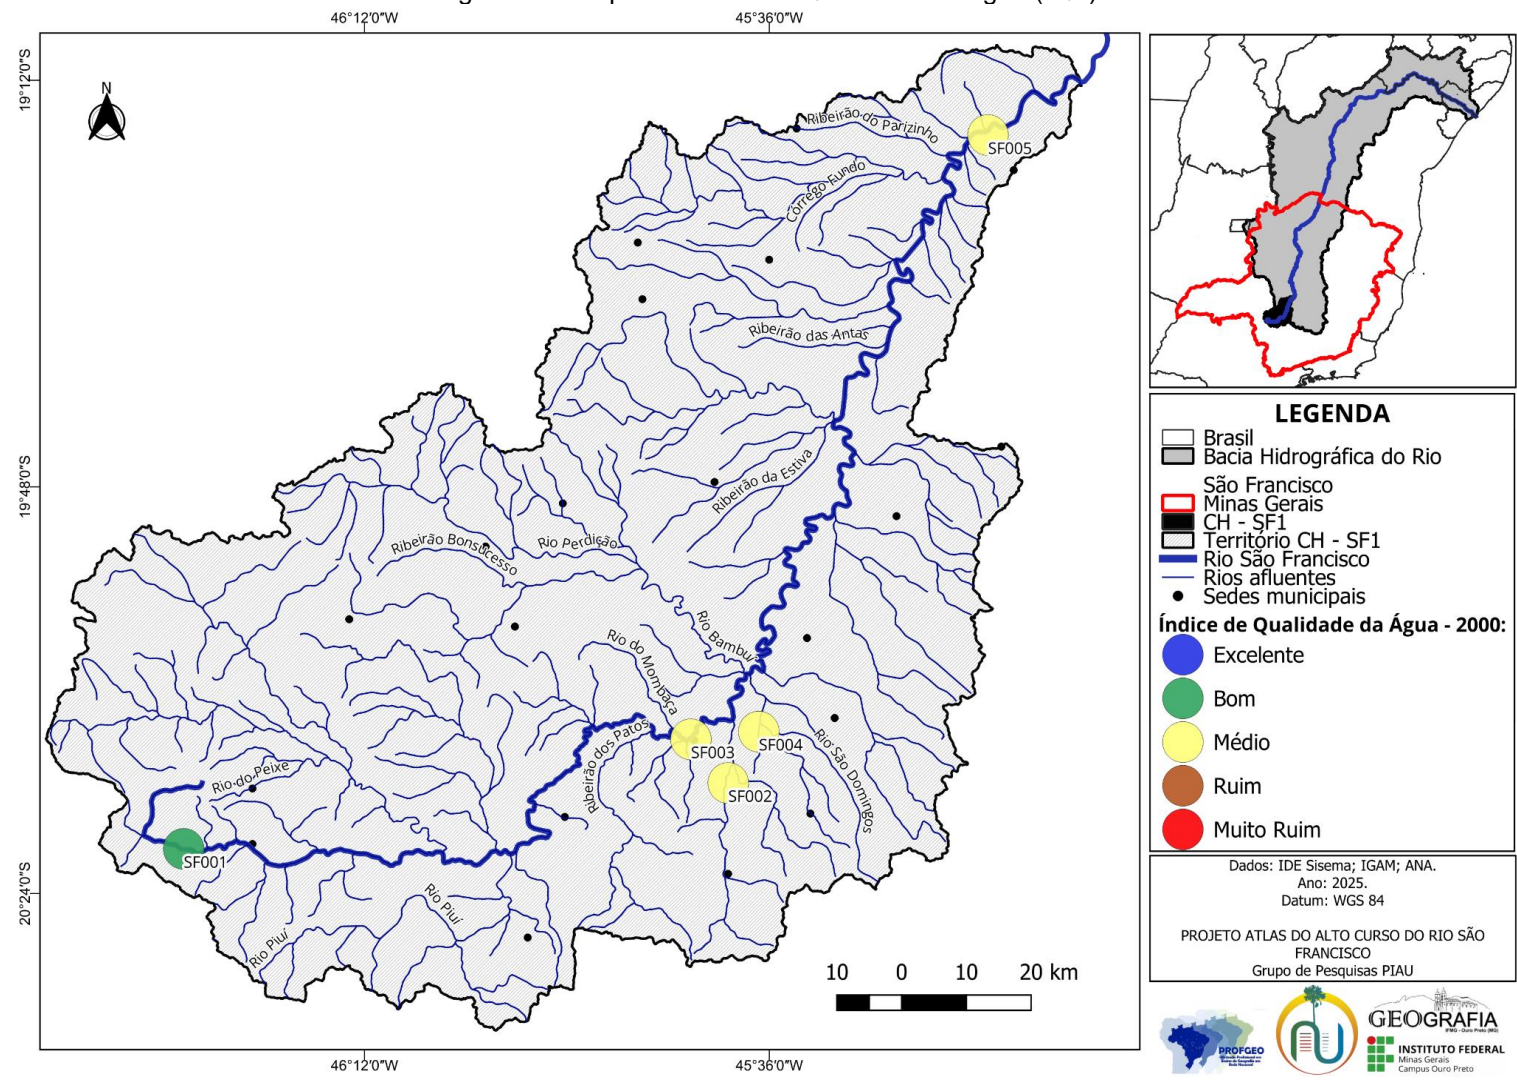 46°12'0"W
45°36'0"W
19°12'0"S
19°48'0"S
20°24'0"S
N
Ribeirão do Parizinho
SF005
Córrego Fundo
Ribeirão das Antas
Ribeirão da Estiva
Ribeirão Bonsucesso
Rio Perdição
Rio Bambuí
Rio do Mombaça
Ribeirão dos Patos
SF003
SF004
SF002
Rio São Domingos
Rio do Peixe
SF001
Rio Piuí
Rio Piuí
10 0 10 20 km
46°12'0"W
45°36'0"W
LEGENDA
Brasil
Bacia Hidrográfica do Rio
São Francisco
Minas Gerais
CH - SF1
Território CH - SF1
Rio São Francisco
Rios afluentes
Sedes municipais
Índice de Qualidade da Água - 2000:
Excelente
Bom
Médio
Ruim
Muito Ruim
Dados: IDE Sisema; IGAM; ANA.
Ano: 2025.
Datum: WGS 84
PROJETO ATLAS DO ALTO CURSO DO RIO SÃO
FRANCISCO
Grupo de Pesquisas PIAU
PROFGEO
GEOGRAFIA
IFMG - Ouro Preto (MG)
INSTITUTO FEDERAL
Minas Gerais
Campus Ouro Preto